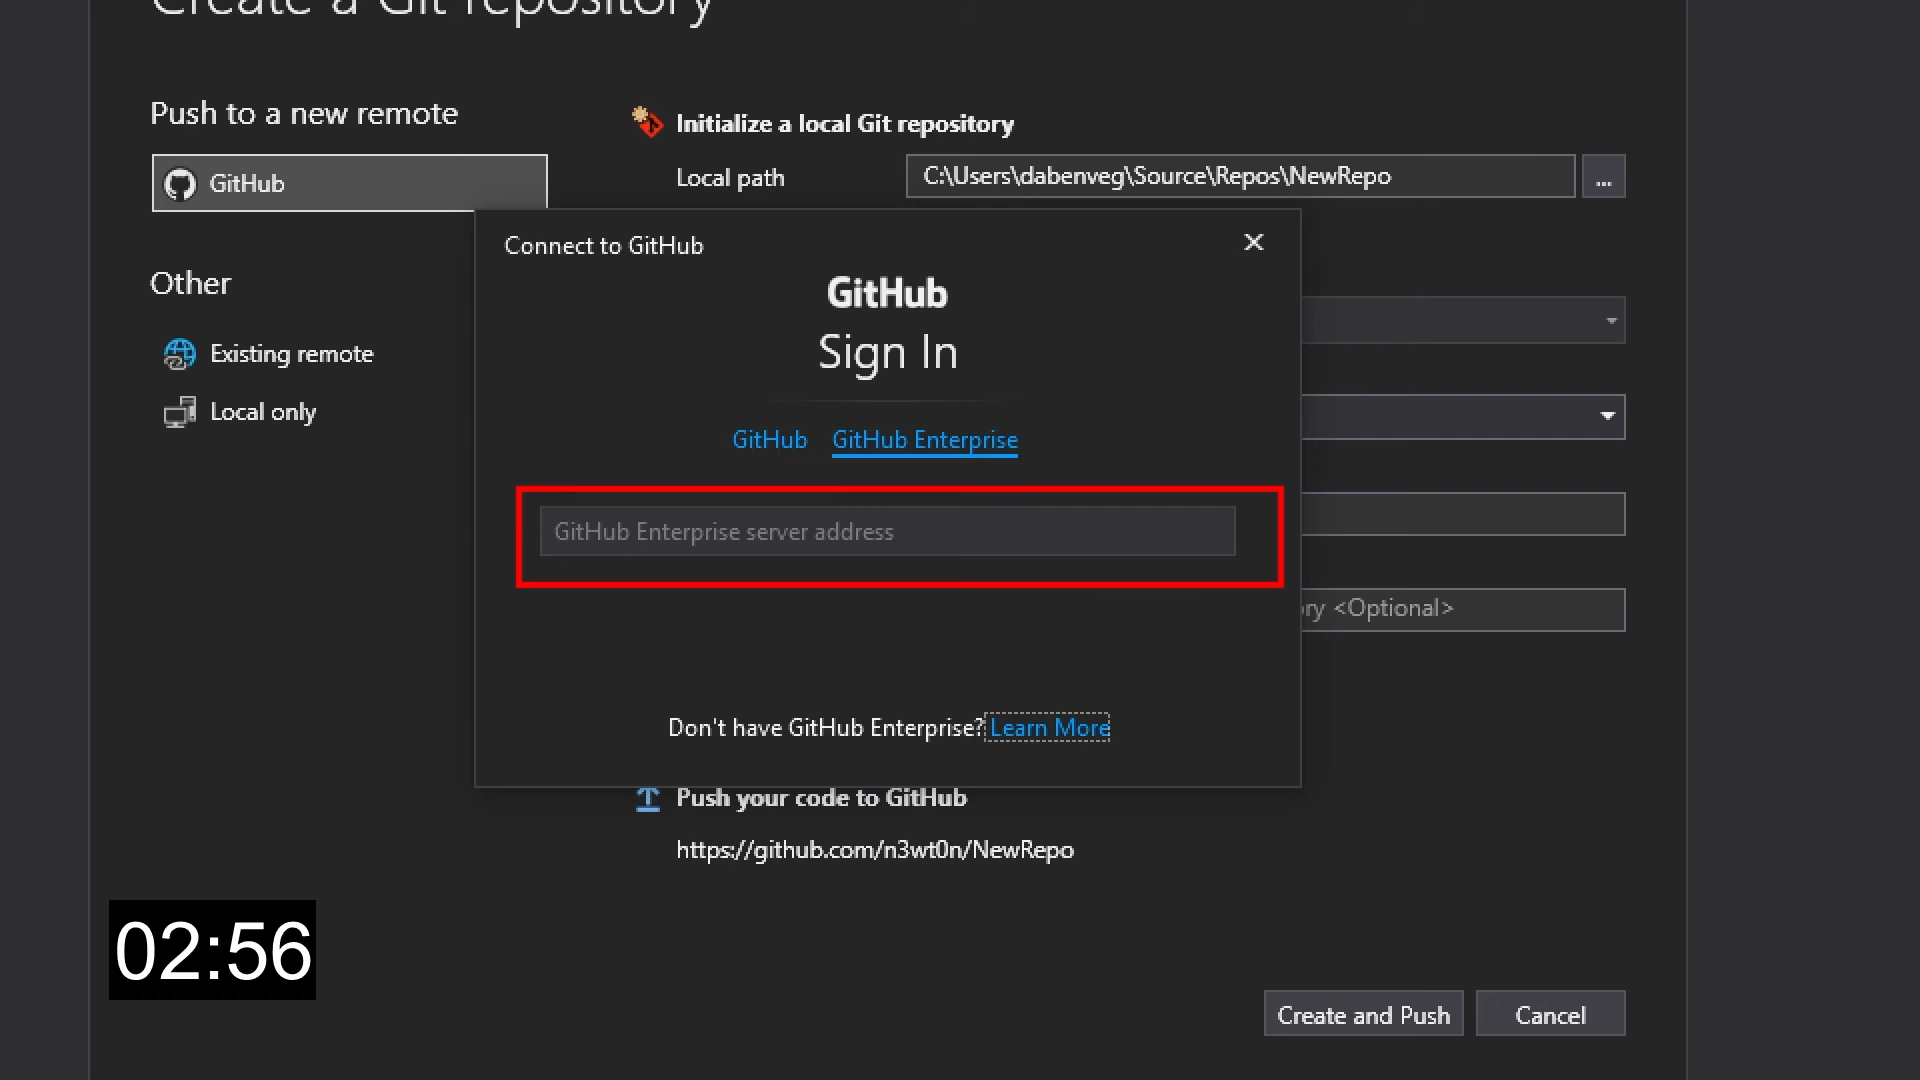 Create a Git repository
Push to a new remote
GitHub
Other
Existing remote
Local only
Initialize a local Git repository
Local path
C:\Users\dabenveg\Source\Repos\NewRepo
...
Connect to GitHub
GitHub
Sign In
GitHub
GitHub Enterprise
GitHub Enterprise server address
<Optional>
Don't have GitHub Enterprise? Learn More
Push your code to GitHub
https://github.com/n3wt0n/NewRepo
02:56
Create and Push
Cancel